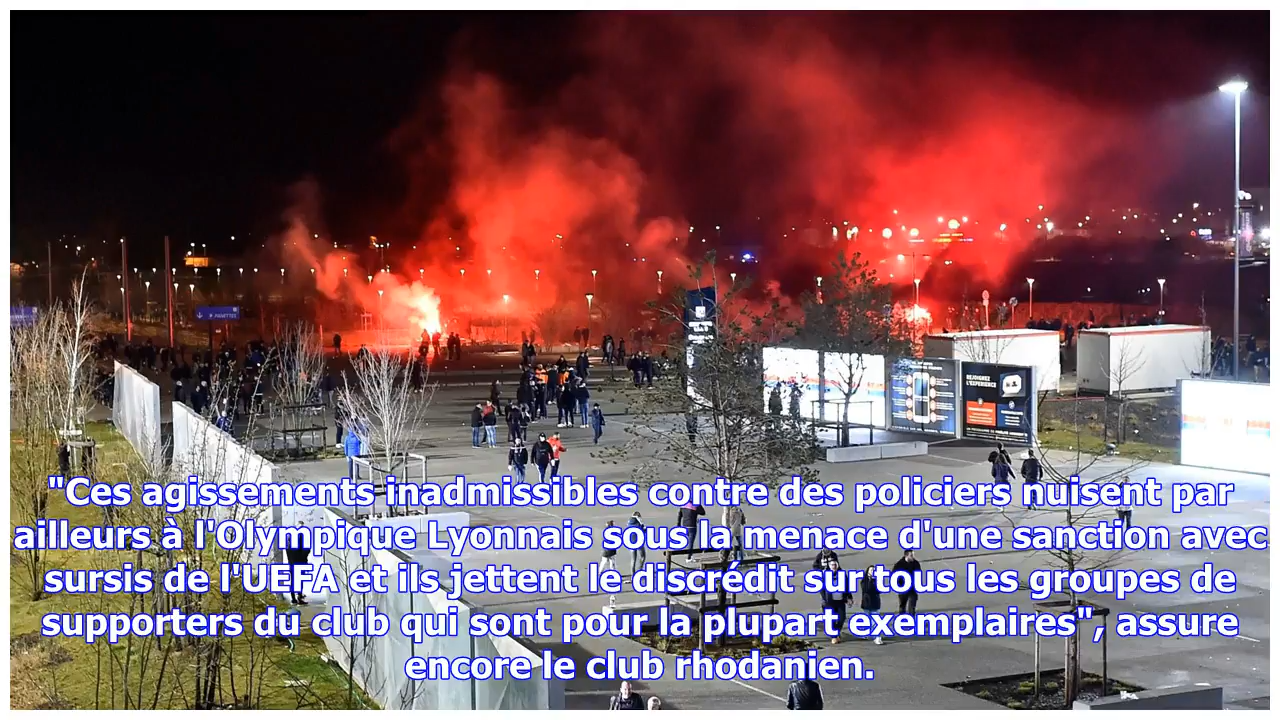 REJOIGNEZ
L'EXPERIENCE
"Ces agissements inadmissibles contre des policiers nuisent par
ailleurs à l'Olympique Lyonnais sous la menace d'une sanction avec
sursis de l'UEFA et ils jettent le discrédit sur tous les groupes de
supporters du club qui sont pour la plupart exemplaires", assure
encore le club rhodanien.